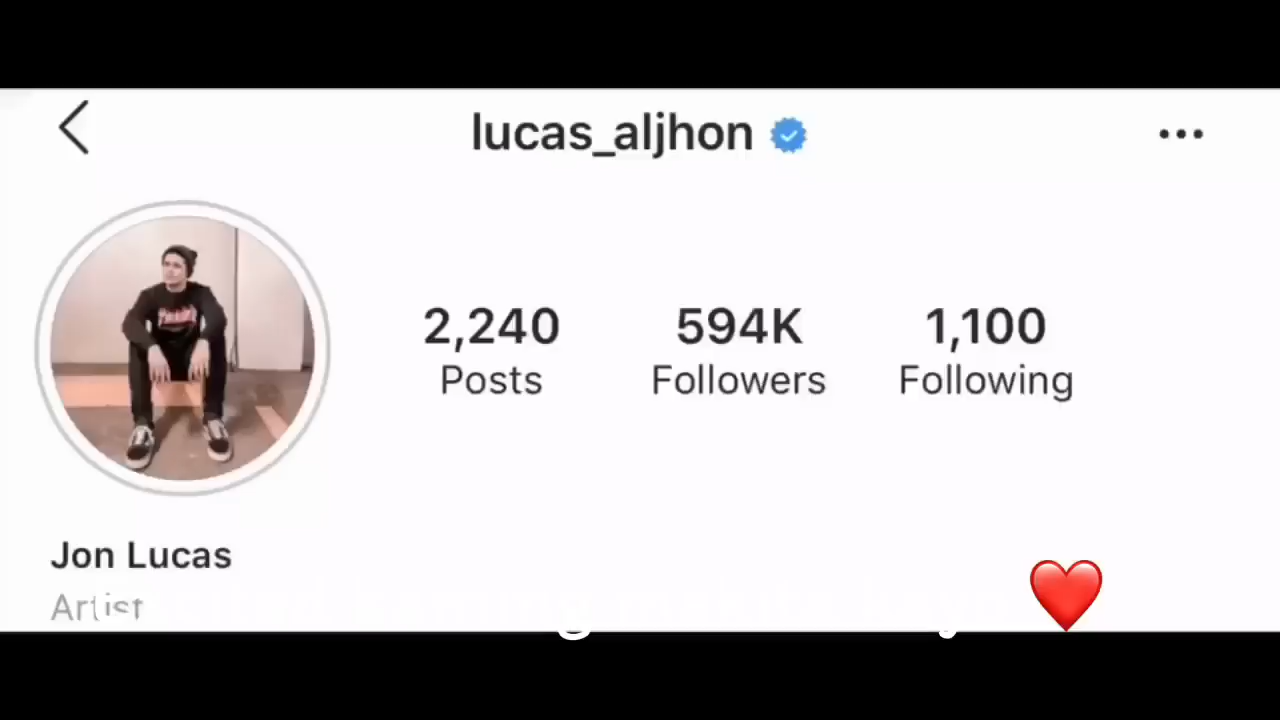 lucas_aljhon
2,240 594K 1,100
Posts Followers Following
Jon Lucas
Artist